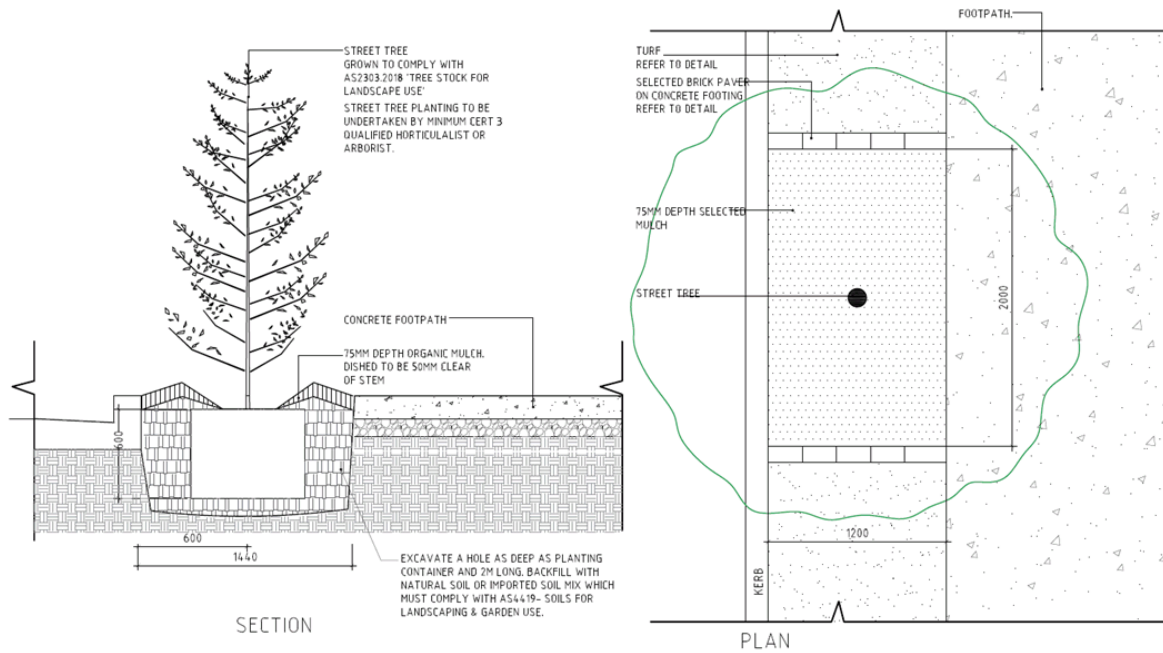 STREET TREE
GROWN TO COMPLY WITH
AS2303.2018 'TREE STOCK FOR
LANDSCAPE USE'
STREET TREE PLANTING TO BE
UNDERTAKEN BY MINIMUM CERT 3
QUALIFIED HORTICULALIST OR
ARBORIST.
CONCRETE FOOTPATH
75MM DEPTH ORGANIC MULCH.
DISHED TO BE 50MM CLEAR
OF STEM
600
600
1440
EXCAVATE A HOLE AS DEEP AS PLANTING
CONTAINER AND 2M LONG. BACKFILL WITH
NATURAL SOIL OR IMPORTED SOIL MIX WHICH
MUST COMPLY WITH AS4419- SOILS FOR
LANDSCAPING & GARDEN USE.
SECTION
FOOTPATH.
TURF
REFER TO DETAIL
SELECTED BRICK PAVER
ON CONCRETE FOOTING
REFER TO DETAIL
75MM DEPTH SELECTED
MULCH
STREET TREE
2000
1200
KERB
PLAN